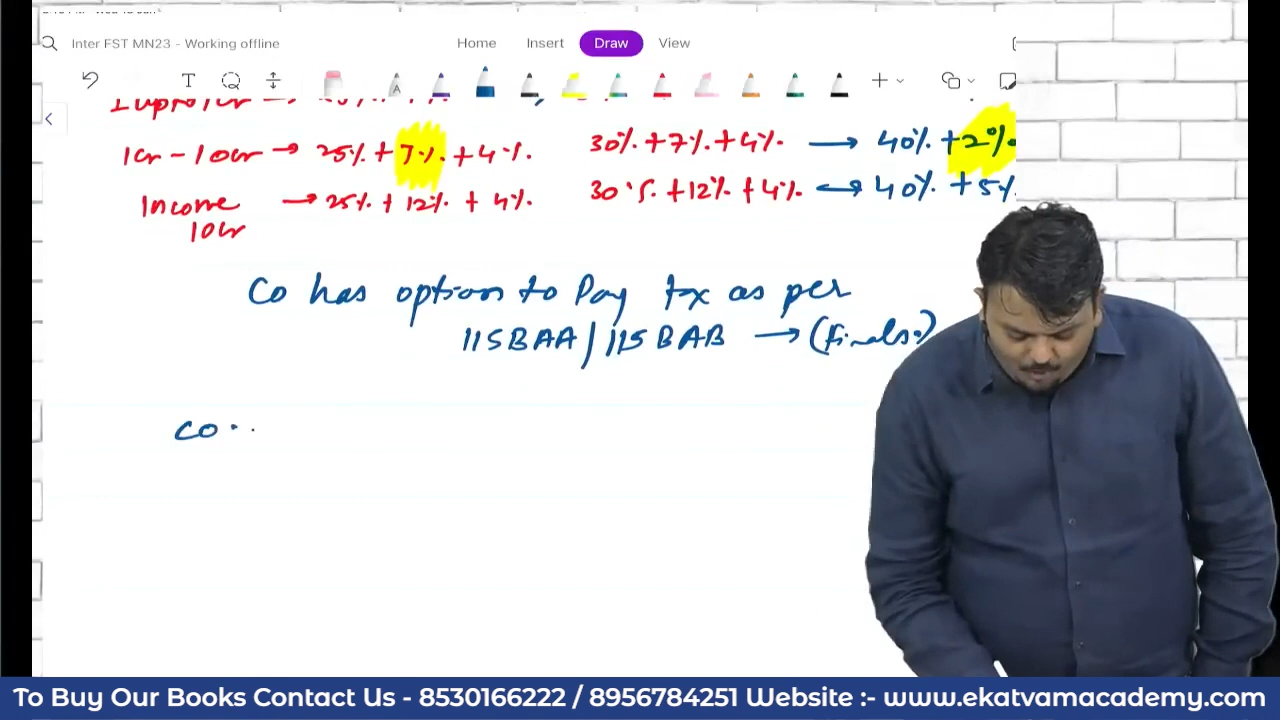 Inter FST MN23 - Working offline
Home Insert Draw View
T
A
1Cr - 10Cr → 25% + 7% + 4%. 30% + 7% + 4% → 40% + 2%
Income → 25% + 12% + 4%. 30% + 12% + 4% ↔ 40% + 5%
10Cr
Co has option to Pay tx as per
115BAA / 115BAB → (finals)
co.
To Buy Our Books Contact Us - 8530166222 / 8956784251 Website :- www.ekatvamacademy.com